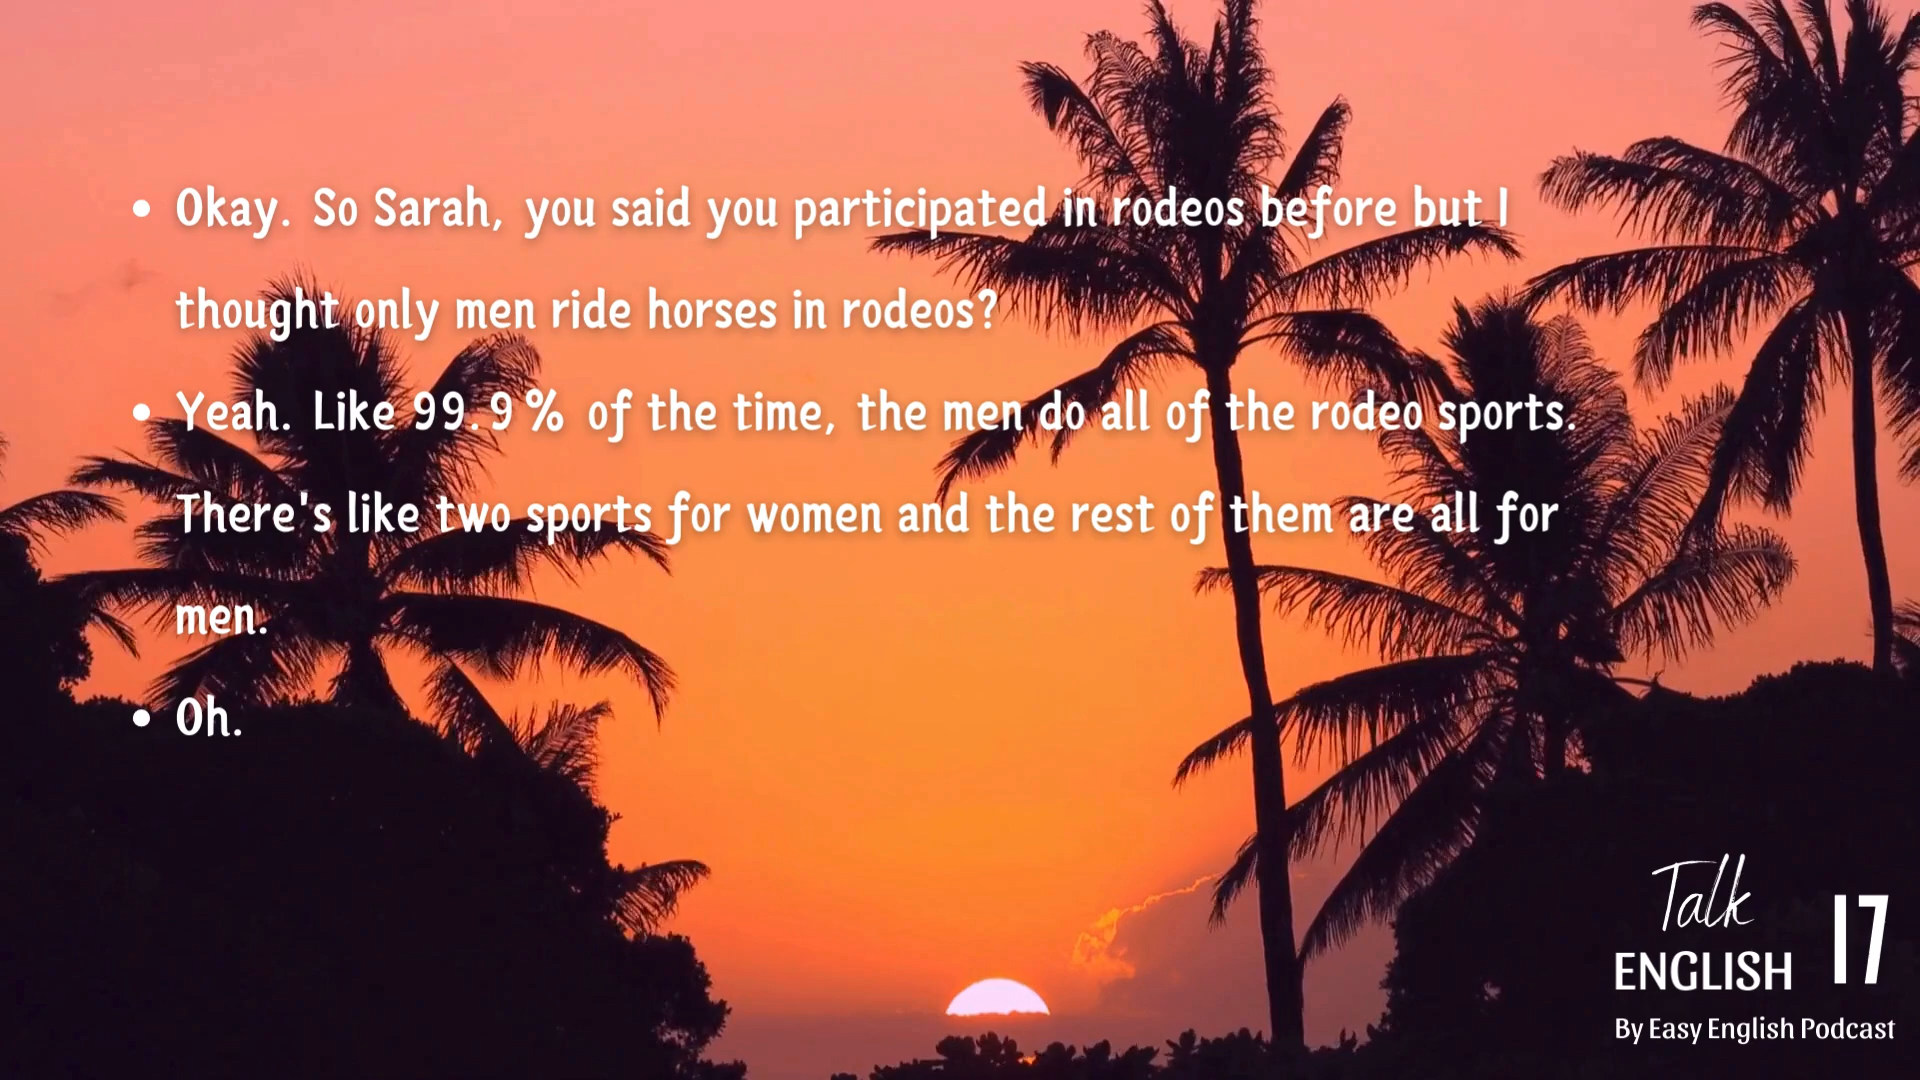 • Okay. So Sarah, you said you participated in rodeos before but I
thought only men ride horses in rodeos?
• Yeah. Like 99.9% of the time, the men do all of the rodeo sports.
There's like two sports for women and the rest of them are all for
men.
• Oh.
Talk
ENGLISH 17
By Easy English Podcast